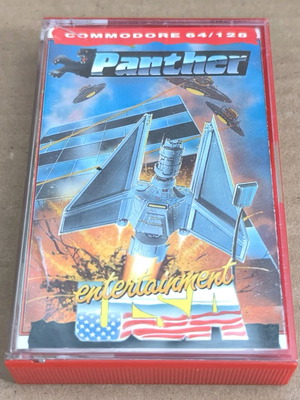 COMMODORE 64/128
Panther
entertainment
USA